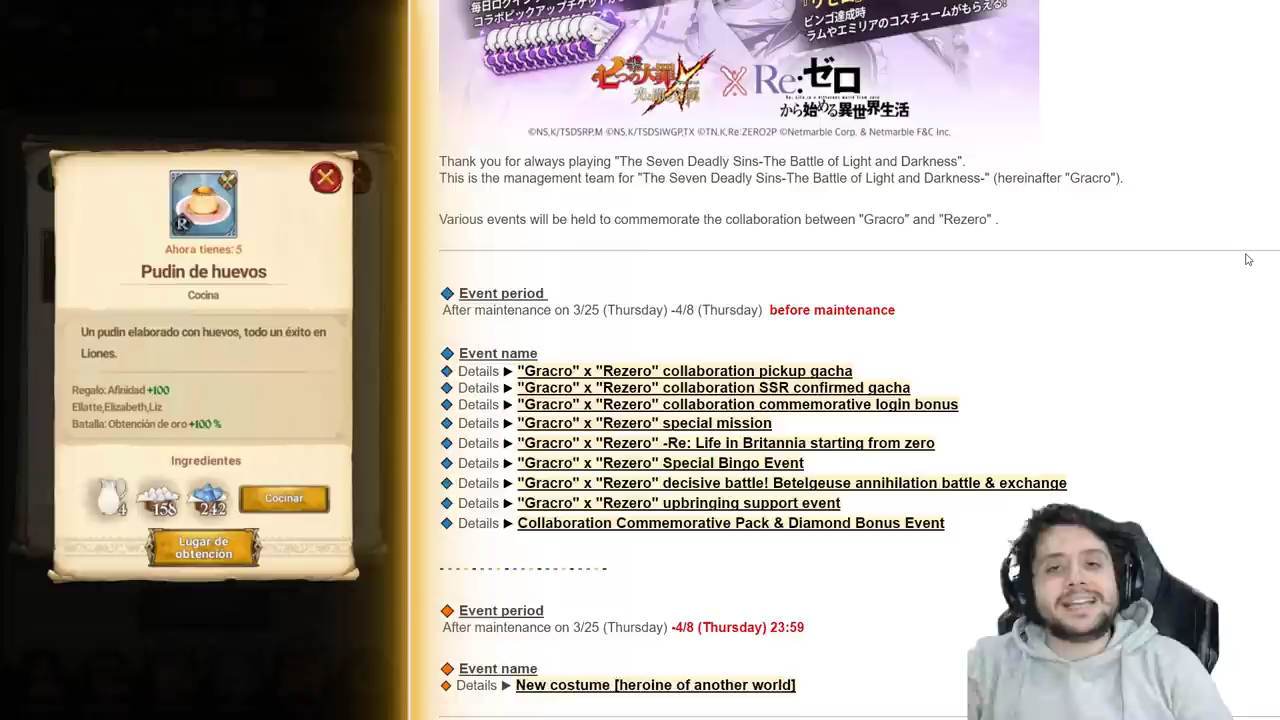 毎日ログイン
コラボピックアップチケットが
ビンゴ達成時
ラムやエミリアのコスチュームがもらえる!
七つの大罪 × Re:ゼロ
から始める異世界生活
©NS,K/TSDSRP,M ©NS,K/TSDSIWGP,TX ©TN,K,Re:ZERO2P ©Netmarble Corp. & Netmarble F&C Inc.
Thank you for always playing "The Seven Deadly Sins-The Battle of Light and Darkness".
This is the management team for "The Seven Deadly Sins-The Battle of Light and Darkness-" (hereinafter "Gracro").
Various events will be held to commemorate the collaboration between "Gracro" and "Rezero" .
Event period
After maintenance on 3/25 (Thursday) -4/8 (Thursday) before maintenance
Event name
Details ▶ "Gracro" x "Rezero" collaboration pickup gacha
Details ▶ "Gracro" x "Rezero" collaboration SSR confirmed gacha
Details ▶ "Gracro" x "Rezero" collaboration commemorative login bonus
Details ▶ "Gracro" x "Rezero" special mission
Details ▶ "Gracro" x "Rezero" -Re: Life in Britannia starting from zero
Details ▶ "Gracro" x "Rezero" Special Bingo Event
Details ▶ "Gracro" x "Rezero" decisive battle! Betelgeuse annihilation battle & exchange
Details ▶ "Gracro" x "Rezero" upbringing support event
Details ▶ Collaboration Commemorative Pack & Diamond Bonus Event
Event period
After maintenance on 3/25 (Thursday) -4/8 (Thursday) 23:59
Event name
Details ▶ New costume [heroine of another world]
R
Ahora tienes: 5
Pudin de huevos
Cocina
Un pudin elaborado con huevos, todo un éxito en
Liones.
Regalo: Afinidad +100
Ellatte,Elizabeth,Liz
Batalla: Obtención de oro +100 %
Ingredientes
4
158
242
Cocinar
Lugar de
obtención